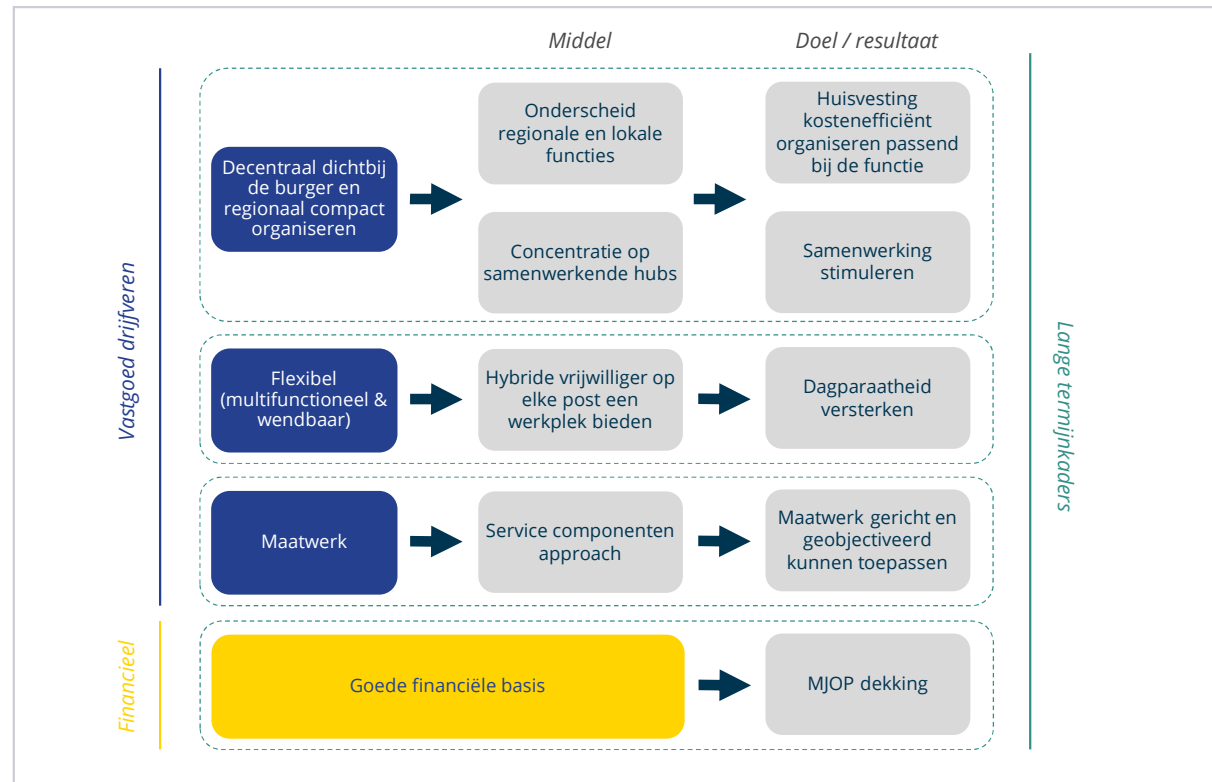 Middel
Doel / resultaat
Vastgoed drijfveren
Decentraal dichtbij
de burger en
regionaal compact
organiseren
Onderscheid
regionale en lokale
functies
Huisvesting
kostenefficiënt
organiseren passend
bij de functie
Concentratie op
samenwerkende hubs
Samenwerking
stimuleren
Flexibel
(multifunctioneel &
wendbaar)
Hybride vrijwilliger op
elke post een
werkplek bieden
Dagparaatheid
versterken
Maatwerk
Service componenten
approach
Maatwerk gericht en
geobjectiveerd
kunnen toepassen
Financieel
Goede financiële basis
MJOP dekking
Lange termijnkaders